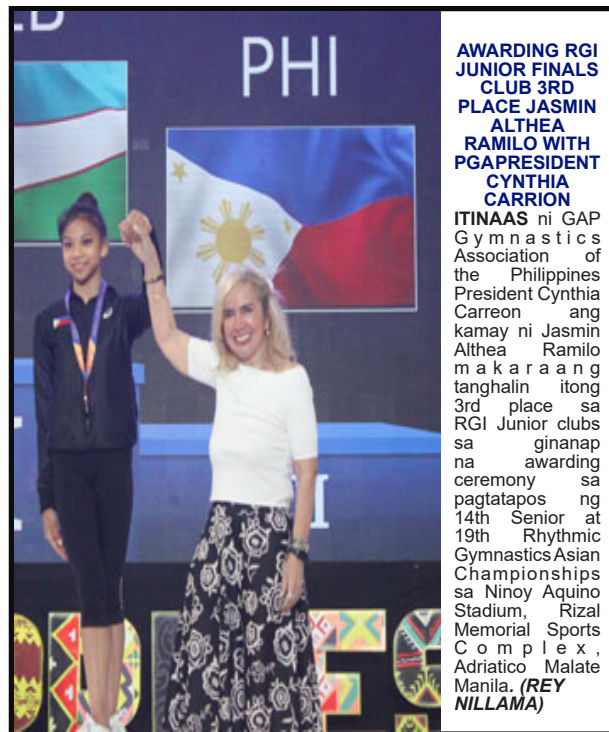 PHI
AWARDING RGI
JUNIOR FINALS
CLUB 3RD
PLACE JASMIN
ALTHEA
RAMILO WITH
PGAPRESIDENT
CYNTHIA
CARRION
ITINAAS ni GAP
Gymnastics
Association of
the Philippines
President Cynthia
Carreon ang
kamay ni Jasmin
Althea Ramilo
makaraang
tanghalin itong
3rd place sa
RGI Junior clubs
sa ginanap
na awarding
ceremony sa
pagtatapos ng
14th Senior at
19th Rhythmic
Gymnastics Asian
Championships
sa Ninoy Aquino
Stadium, Rizal
Memorial Sports
Complex,
Adriatico Malate
Manila. (REY
NILLAMA)